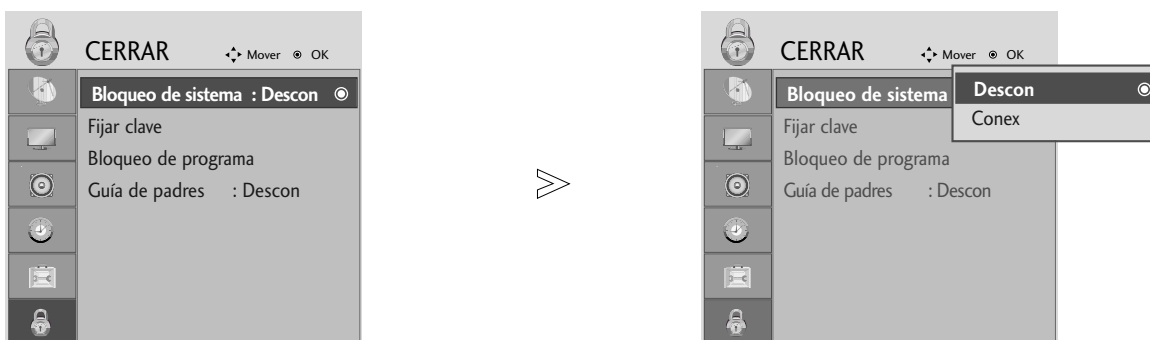 CERRAR
Mover OK
Bloqueo de sistema : Descon
Fijar clave
Bloqueo de programa
Guía de padres : Descon
CERRAR
Mover OK
Bloqueo de sistema
Descon
Conex
Fijar clave
Bloqueo de programa
Guía de padres : Descon